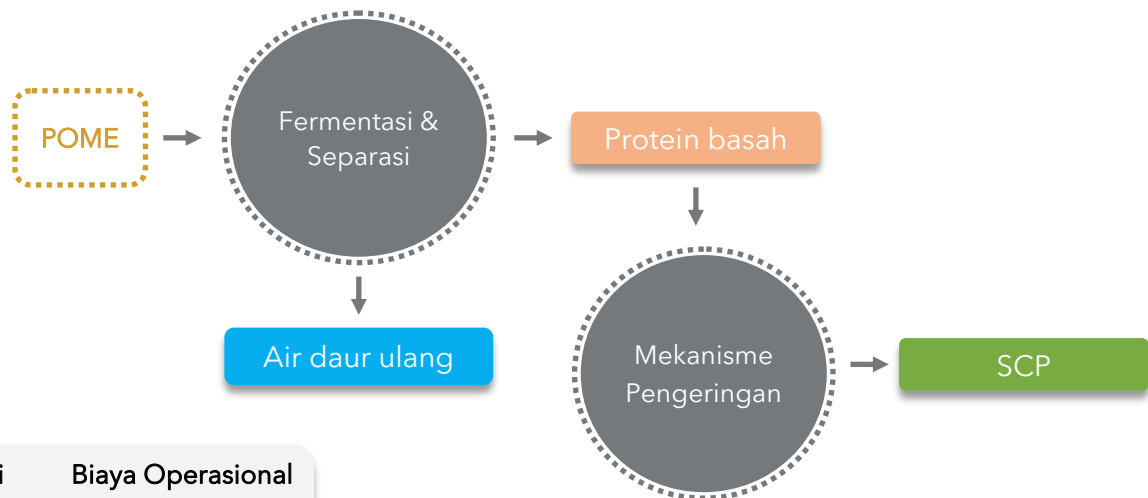 POME
Fermentasi &
Separasi
Protein basah
Air daur ulang
Mekanisme
Pengeringan
SCP
Biaya Operasional